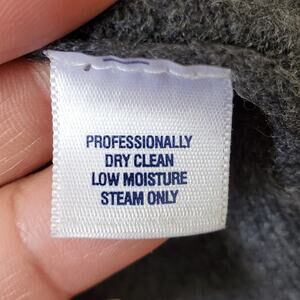 PROFESSIONALLY
DRY CLEAN
LOW MOISTURE
STEAM ONLY